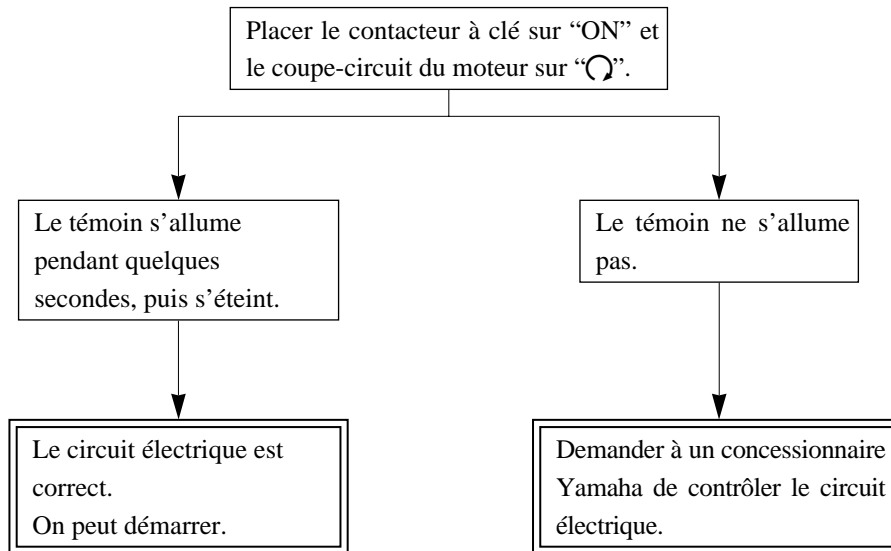 Placer le contacteur à clé sur “ON” et
le coupe-circuit du moteur sur “”.
Le témoin s’allume
pendant quelques
secondes, puis s’éteint.
Le témoin ne s’allume
pas.
Le circuit électrique est
correct.
On peut démarrer.
Demander à un concessionnaire
Yamaha de contrôler le circuit
électrique.